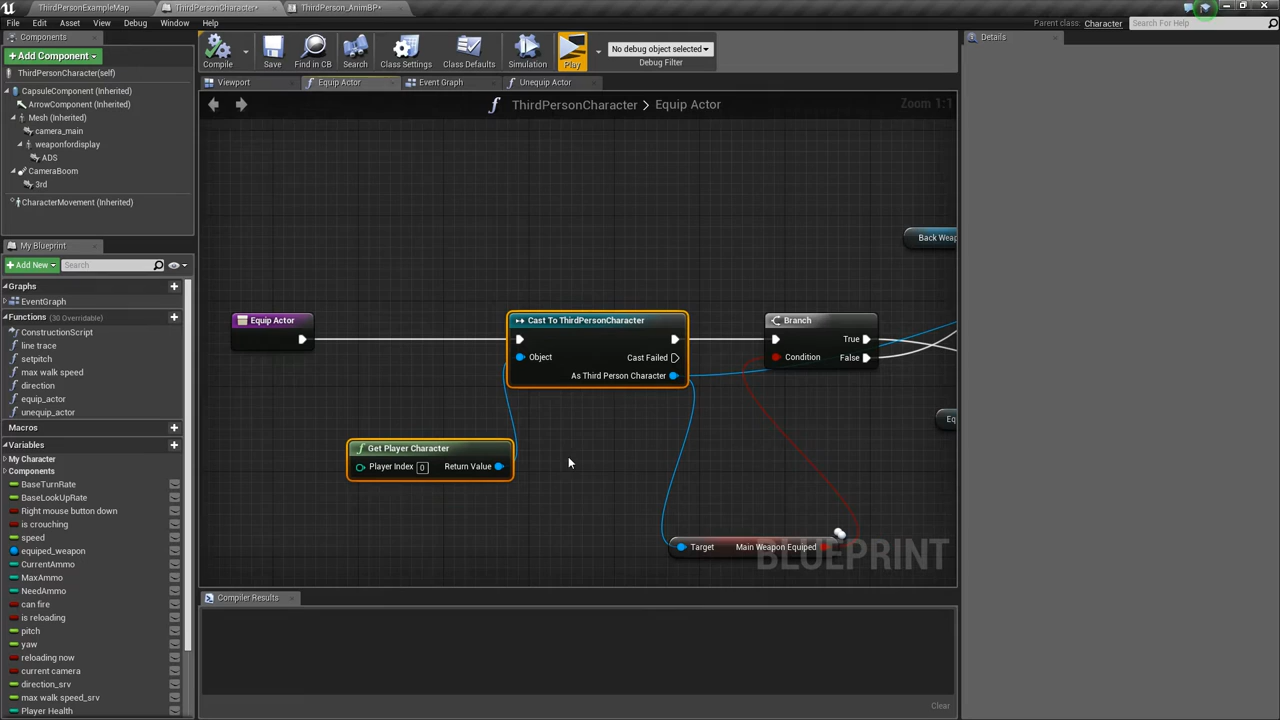 ThirdPersonExampleMap
ThirdPersonCharacter*
ThirdPerson_AnimBP*
Parent class: Character
File Edit Asset View Debug Window Help
Search For Help
Components
Details
+Add Component
ThirdPersonCharacter(self)
CapsuleComponent (Inherited)
ArrowComponent (Inherited)
Mesh (Inherited)
camera_main
weaponfordisplay
ADS
CameraBoom
3rd
CharacterMovement (Inherited)
Compile
Save
Find in CB
Search
Class Settings
Class Defaults
Simulation
Play
No debug object selected
Debug Filter
Viewport
Equip Actor
Event Graph
Unequip Actor
ThirdPersonCharacter > Equip Actor
Zoom 1:1
My Blueprint
+Add New
Search
Graphs
EventGraph
Functions (30 Overridable)
ConstructionScript
line trace
setpitch
max walk speed
direction
equip_actor
unequip_actor
Macros
Variables
My Character
Components
BaseTurnRate
BaseLookUpRate
Right mouse button down
is crouching
speed
equiped_weapon
CurrentAmmo
MaxAmmo
NeedAmmo
can fire
is reloading
pitch
yaw
reloading now
current camera
direction_srv
max walk speed_srv
Player Health
Back Weap
Equip Actor
Cast To ThirdPersonCharacter
Object
Cast Failed
As Third Person Character
Branch
True
Condition
False
Eq
Get Player Character
Player Index 0
Return Value
Target
Main Weapon Equiped
BLUEPRINT
Compiler Results
Clear